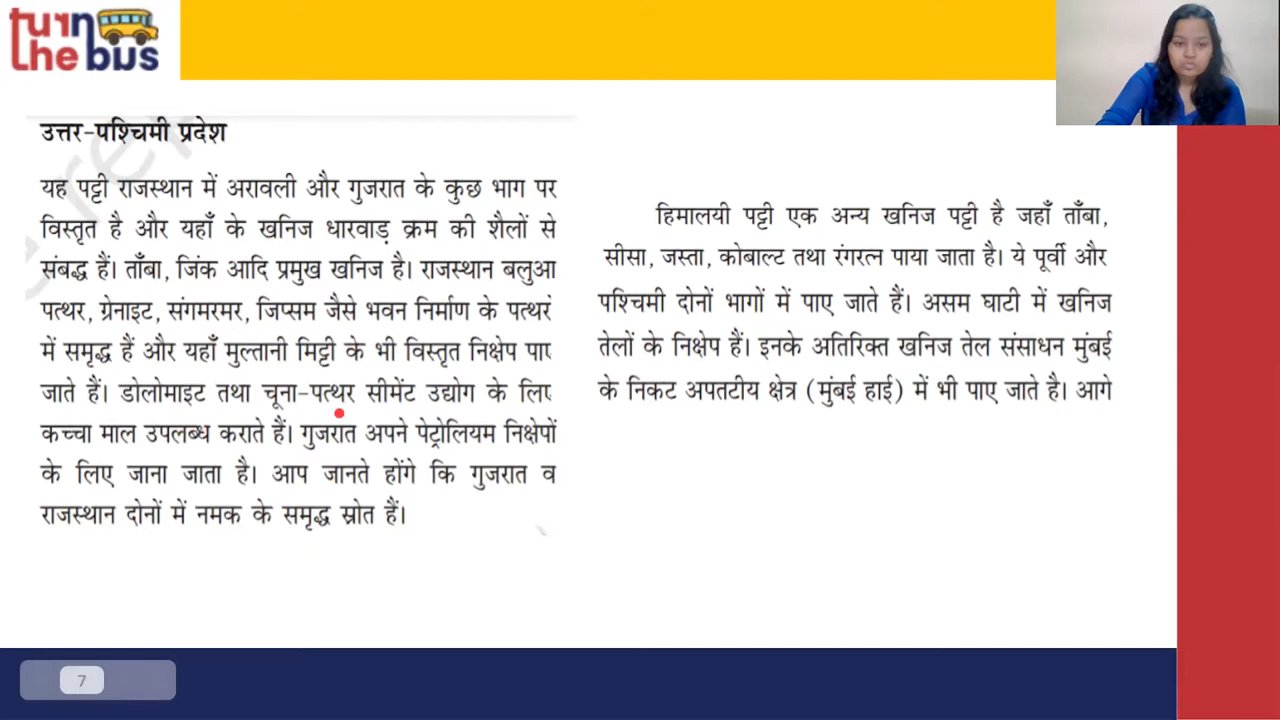 turn
the bus
उत्तर-पश्चिमी प्रदेश
यह पट्टी राजस्थान में अरावली और गुजरात के कुछ भाग पर
विस्तृत है और यहाँ के खनिज धारवाड़ क्रम की शैलों से
संबद्ध हैं। ताँबा, जिंक आदि प्रमुख खनिज है। राजस्थान बलुआ
पत्थर, ग्रेनाइट, संगमरमर, जिप्सम जैसे भवन निर्माण के पत्थरों
में समृद्ध हैं और यहाँ मुल्तानी मिट्टी के भी विस्तृत निक्षेप पाए
जाते हैं। डोलोमाइट तथा चूना-पत्थर सीमेंट उद्योग के लिए
कच्चा माल उपलब्ध कराते हैं। गुजरात अपने पेट्रोलियम निक्षेपों
के लिए जाना जाता है। आप जानते होंगे कि गुजरात व
राजस्थान दोनों में नमक के समृद्ध स्रोत हैं।
हिमालयी पट्टी एक अन्य खनिज पट्टी है जहाँ ताँबा,
सीसा, जस्ता, कोबाल्ट तथा रंगरत्न पाया जाता है। ये पूर्वी और
पश्चिमी दोनों भागों में पाए जाते हैं। असम घाटी में खनिज
तेलों के निक्षेप हैं। इनके अतिरिक्त खनिज तेल संसाधन मुंबई
के निकट अपतटीय क्षेत्र (मुंबई हाई) में भी पाए जाते है। आगे
7